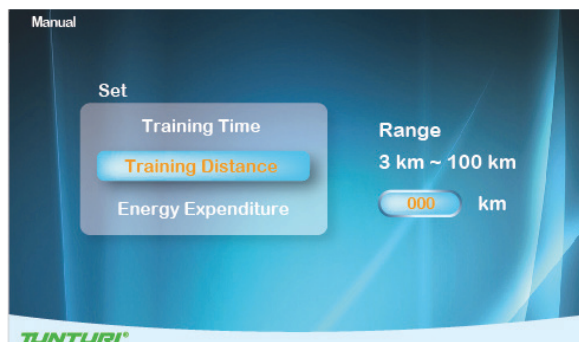 Manual
Set
Training Time
Training Distance
Energy Expenditure
Range
3 km ~ 100 km
000 km
TUNTURI®